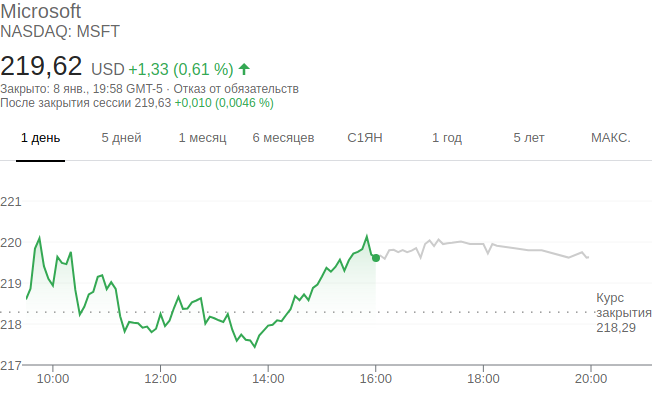 Microsoft
NASDAQ: MSFT
219,62 USD +1,33 (0,61 %)
Закрыто: 8 янв., 19:58 GMT-5 · Отказ от обязательств
После закрытия сессии 219,63 +0,010 (0,0046 %)
1 день 5 дней 1 месяц 6 месяцев С1ЯН 1 год 5 лет МАКС.
221
220
219
218
217
Курс
закрытия
218,29
10:00 12:00 14:00 16:00 18:00 20:00